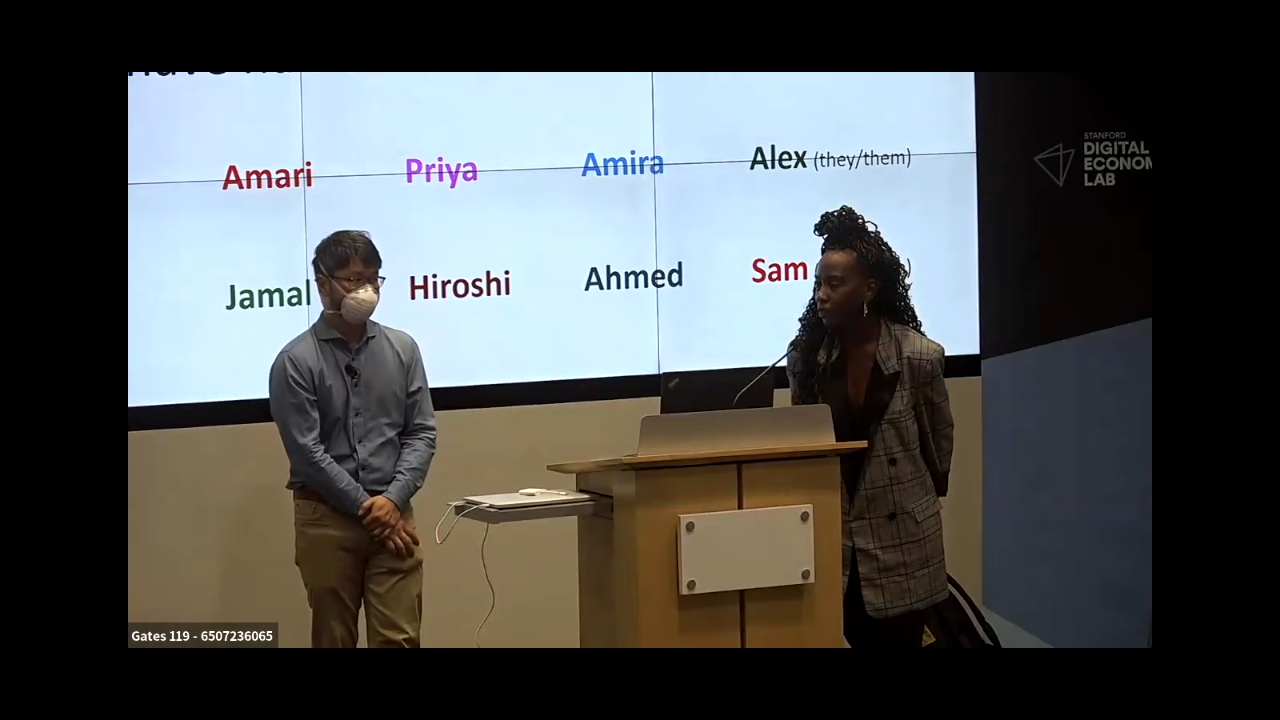 Amari Priya Amira Alex (they/them)
Jamal Hiroshi Ahmed Sam
STANFORD
DIGITAL
ECONOM
LAB
Gates 119 - 6507236065